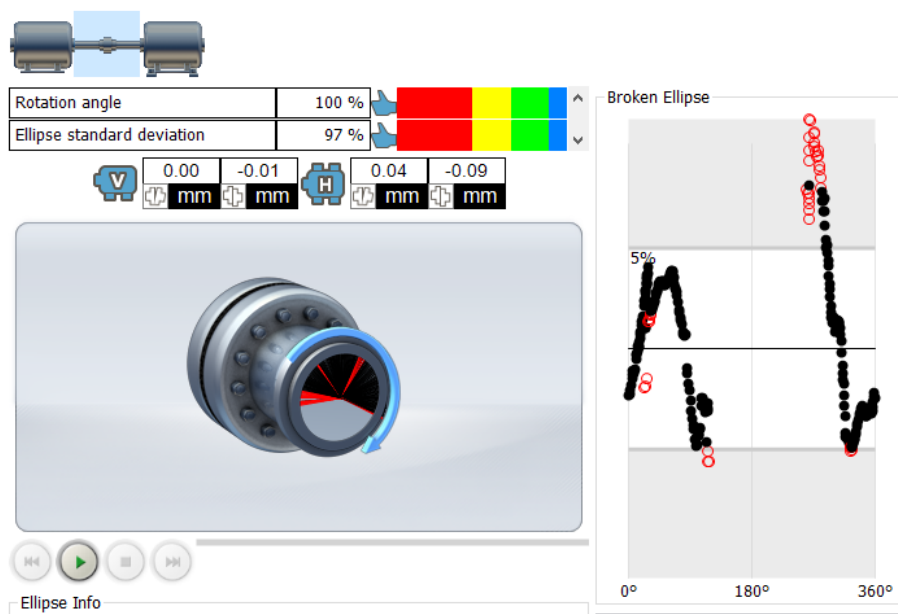 Rotation angle 100 %
Ellipse standard deviation 97 %
V 0.00 -0.01 H 0.04 -0.09
mm mm mm mm
Broken Ellipse
5%
0° 180° 360°
Ellipse Info